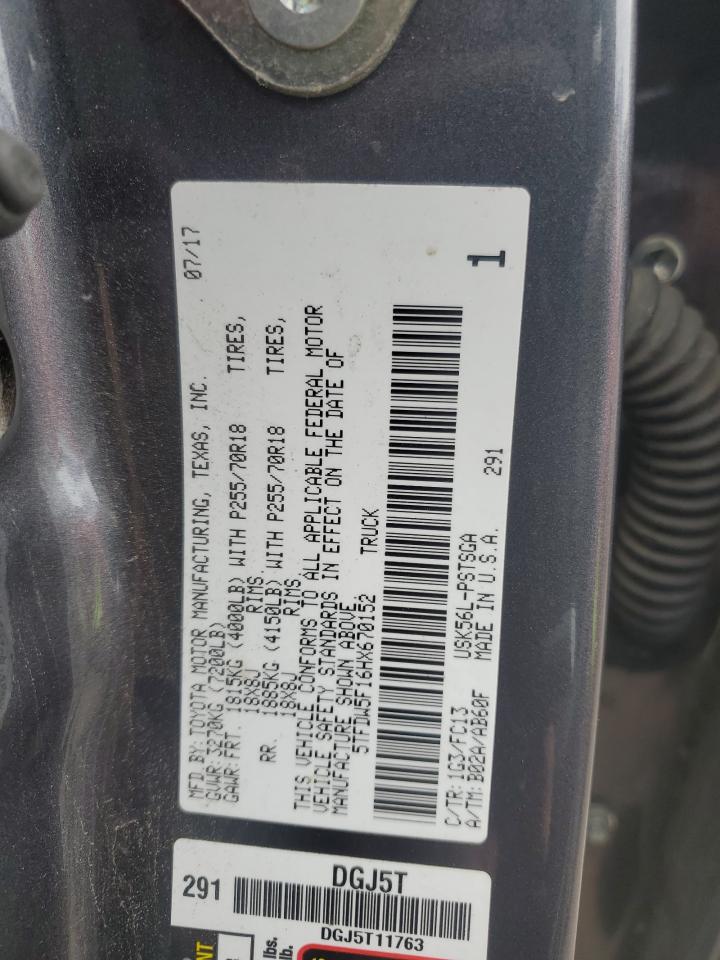 07/17
MFD BY: TOYOTA MOTOR MANUFACTURING, TEXAS, INC.
GVWR: 3270KG (7200LB)
GAWR: FRT. 1815KG (4000LB) WITH P255/70R18 TIRES,
18X8J RIMS.
RR. 1885KG (4150LB) WITH P255/70R18 TIRES,
18X8J RIMS.
THIS VEHICLE CONFORMS TO ALL APPLICABLE FEDERAL MOTOR
VEHICLE SAFETY STANDARDS IN EFFECT ON THE DATE OF
MANUFACTURE SHOWN ABOVE
5TFDW5F16HX670152 TRUCK
C/TR: 1G3/FC13 USK56L-PSTSGA
A/TM: B02A/AB60F MADE IN U.S.A. 291
1
DGJ5T
291
DGJ5T11763
lbs.
lb.